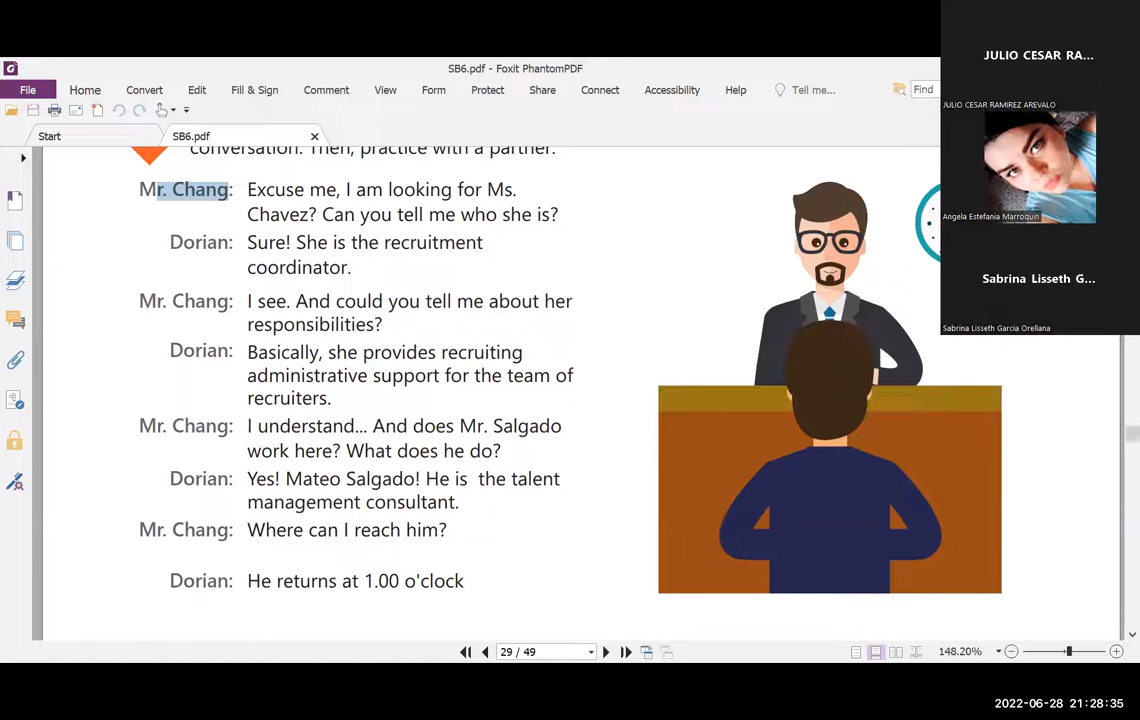 SB6.pdf - Foxit PhantomPDF
File Home Convert Edit Fill & Sign Comment View Form Protect Share Connect Accessibility Help Tell me... Find
Start SB6.pdf
conversation. Then, practice with a partner.
Mr. Chang: Excuse me, I am looking for Ms.
Chavez? Can you tell me who she is?
Dorian: Sure! She is the recruitment
coordinator.
Mr. Chang: I see. And could you tell me about her
responsibilities?
Dorian: Basically, she provides recruiting
administrative support for the team of
recruiters.
Mr. Chang: I understand... And does Mr. Salgado
work here? What does he do?
Dorian: Yes! Mateo Salgado! He is the talent
management consultant.
Mr. Chang: Where can I reach him?
Dorian: He returns at 1.00 o'clock
29 / 49
148.20%
JULIO CESAR RA...
JULIO CESAR RAMIREZ AREVALO
Angela Estefania Marroquin
Sabrina Lisseth G...
Sabrina Lisseth Garcia Orellana
2022-06-28 21:28:35